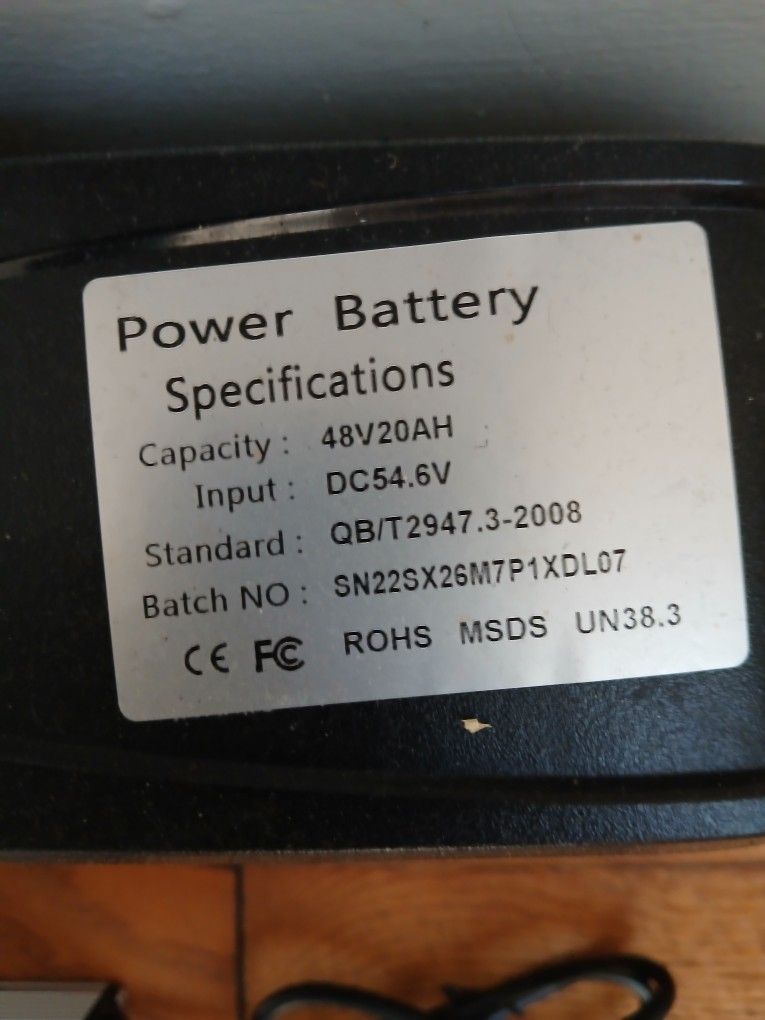 Power Battery
Specifications
Capacity : 48V20AH
Input : DC54.6V
Standard : QB/T2947.3-2008
Batch NO : SN22SX26M7P1XDL07
CE FC ROHS MSDS UN38.3